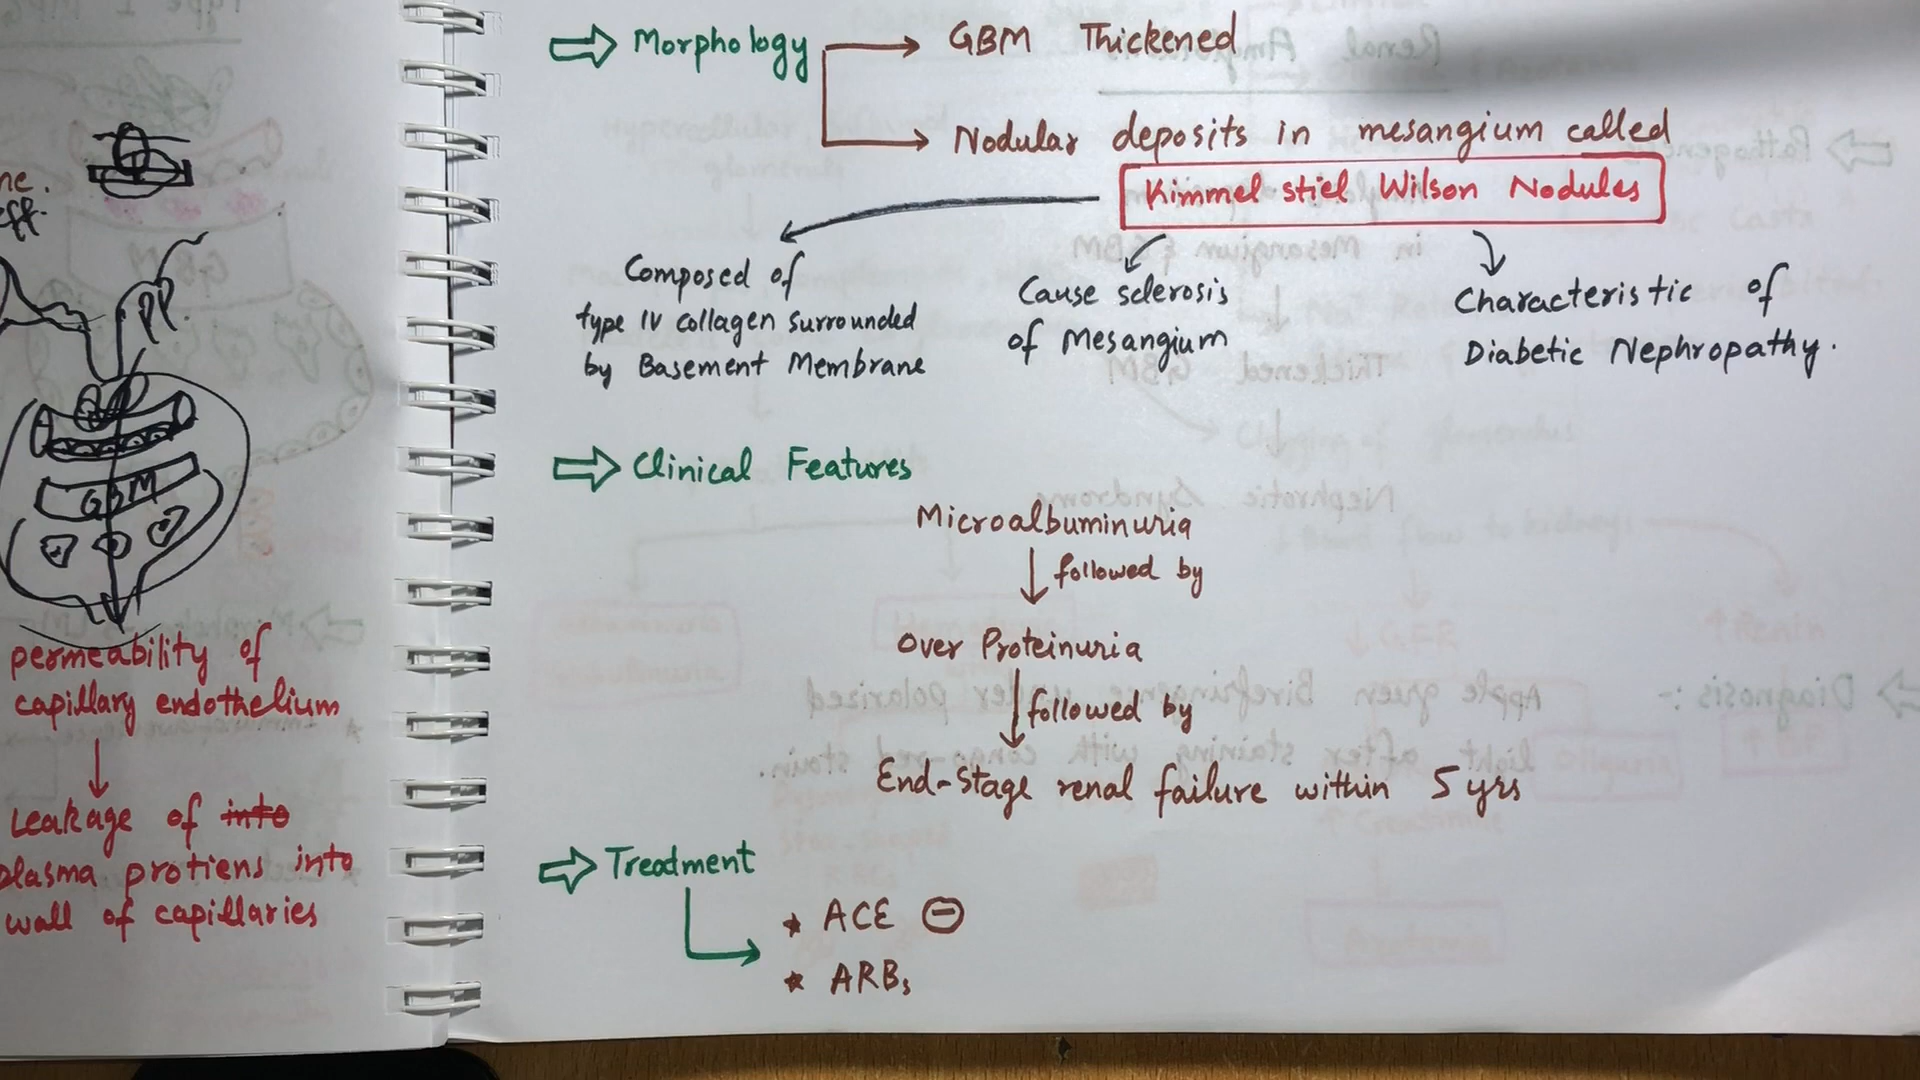 ne.
eff.
PP.
GBM
permeability of
capillary endothelium
Leakage of into
plasma protiens into
wall of capillaries
Morphology
GBM Thickened
Nodular deposits in mesangium called
Kimmel stiel Wilson Nodules
Composed of
type IV collagen surrounded
by Basement Membrane
Cause sclerosis
of Mesangium
Characteristic of
Diabetic Nephropathy.
Clinical Features
Microalbuminuria
followed by
Over Proteinuria
followed by
End-Stage renal failure within 5 yrs
Treatment
* ACE ⊖
* ARBs